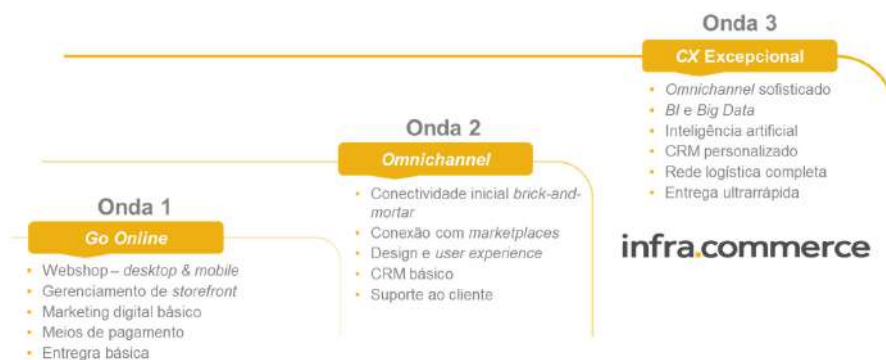 Onda 1
Go Online
Webshop – desktop & mobile
Gerenciamento de storefront
Marketing digital básico
Meios de pagamento
Entregra básica
Onda 2
Omnichannel
Conectividade inicial brick-and-
mortar
Conexão com marketplaces
Design e user experience
CRM básico
Suporte ao cliente
Onda 3
CX Excepcional
Omnichannel sofisticado
BI e Big Data
Inteligência artificial
CRM personalizado
Rede logística completa
Entrega ultrarrápida
infra.commerce